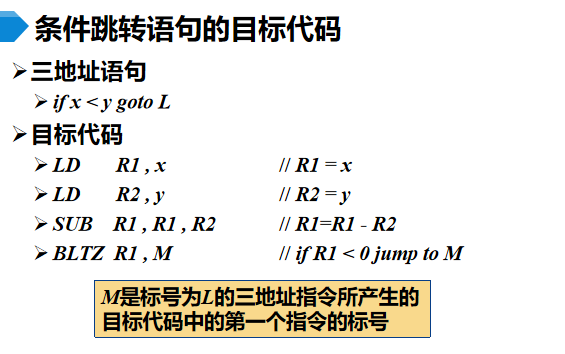 条件跳转语句的目标代码
➢三地址语句
➢ if x < y goto L
➢目标代码
➢ LD R1 , x // R1 = x
➢ LD R2 , y // R2 = y
➢ SUB R1 , R1 , R2 // R1=R1 - R2
➢ BLTZ R1 , M // if R1 < 0 jump to M
M是标号为L的三地址指令所产生的
目标代码中的第一个指令的标号